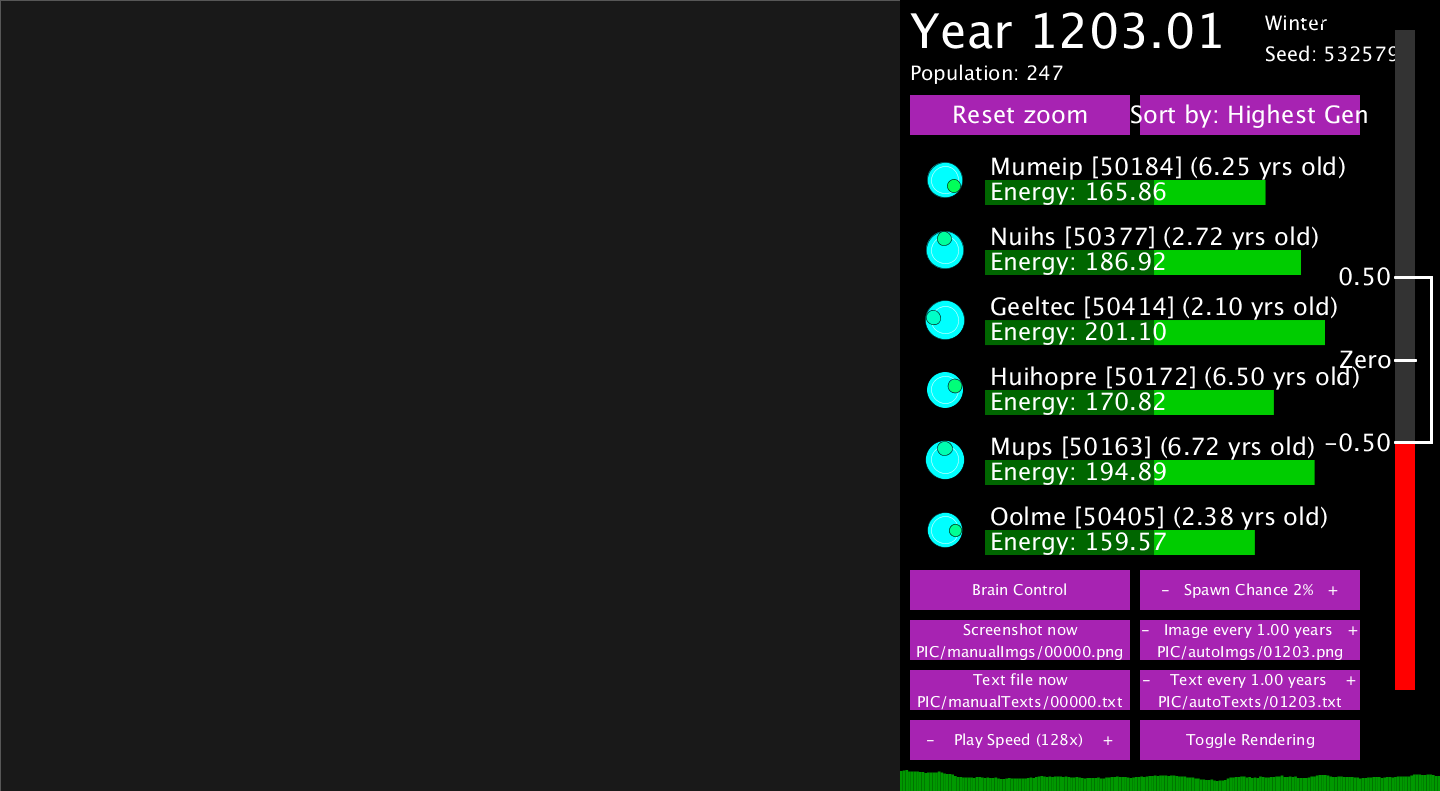 Year 1203.01
Winter
Seed: 532579
Population: 247
Reset zoom
Sort by: Highest Gen
Mumeip [50184] (6.25 yrs old)
Energy: 165.86
Nuihs [50377] (2.72 yrs old)
Energy: 186.92
0.50
Geeltec [50414] (2.10 yrs old)
Energy: 201.10
Zero
Huihopre [50172] (6.50 yrs old)
Energy: 170.82
Mups [50163] (6.72 yrs old)
-0.50
Energy: 194.89
Oolme [50405] (2.38 yrs old)
Energy: 159.57
Brain Control
- Spawn Chance 2% +
Screenshot now
PIC/manualImgs/00000.png
- Image every 1.00 years +
PIC/autoImgs/01203.png
Text file now
PIC/manualTexts/00000.txt
- Text every 1.00 years +
PIC/autoTexts/01203.txt
- Play Speed (128x) +
Toggle Rendering